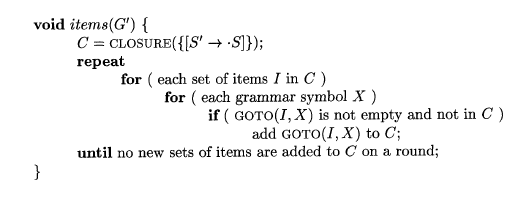 void items(G′) {
C = CLOSURE({[S′ → ·S]});
repeat
for ( each set of items I in C )
for ( each grammar symbol X )
if ( GOTO(I, X) is not empty and not in C )
add GOTO(I, X) to C;
until no new sets of items are added to C on a round;
}